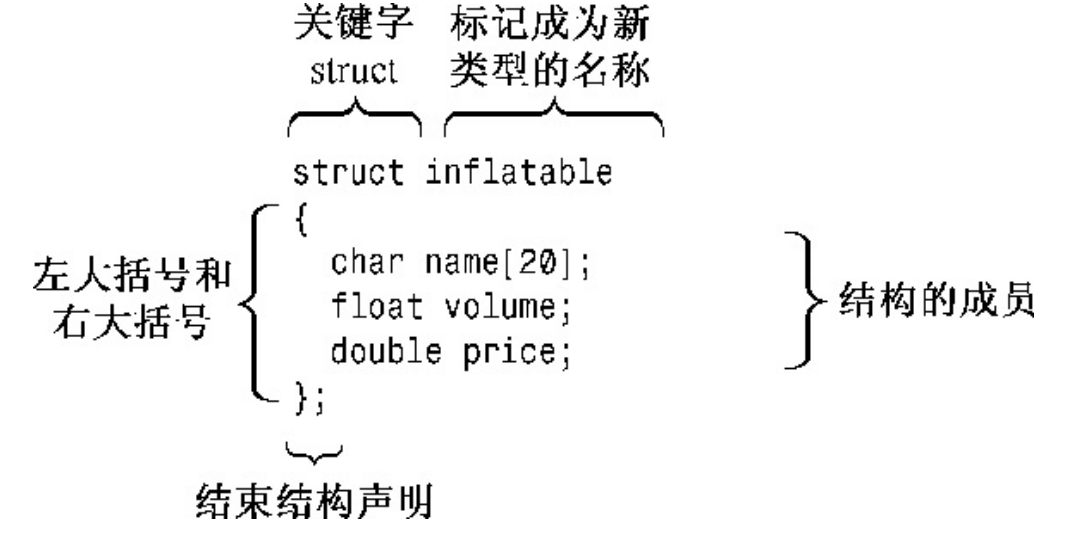 关键字 标记成为新
struct 类型的名称
struct inflatable
{
char name[20];
左大括号和
float volume;
结构的成员
右大括号
double price;
};
结束结构声明